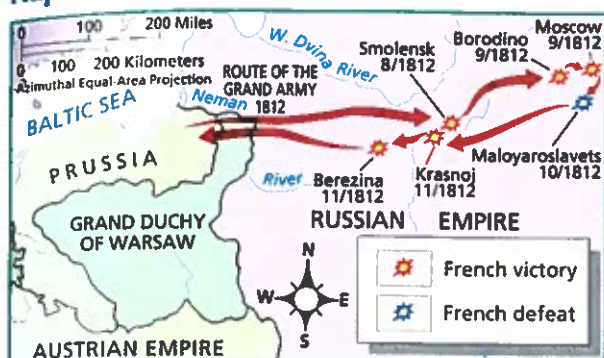 0 100 200 Miles
0 100 200 Kilometers
Azimuthal Equal-Area Projection
BALTIC SEA
Neman
River
W. Dvina River
ROUTE OF THE
GRAND ARMY
1812
Smolensk
8/1812
Borodino
9/1812
Moscow
9/1812
Maloyaroslavets
10/1812
Krasnoj
11/1812
Berezina
11/1812
PRUSSIA
GRAND DUCHY
OF WARSAW
RUSSIAN EMPIRE
AUSTRIAN EMPIRE
N
W E
S
French victory
French defeat